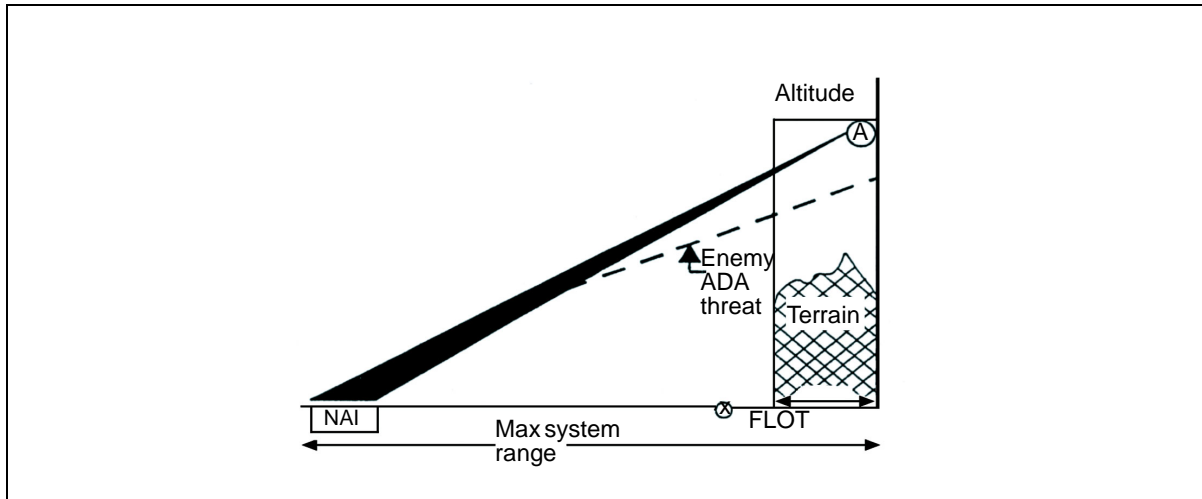 Altitude
A
Enemy
ADA
threat
Terrain
NAI
X
FLOT
Max system
range